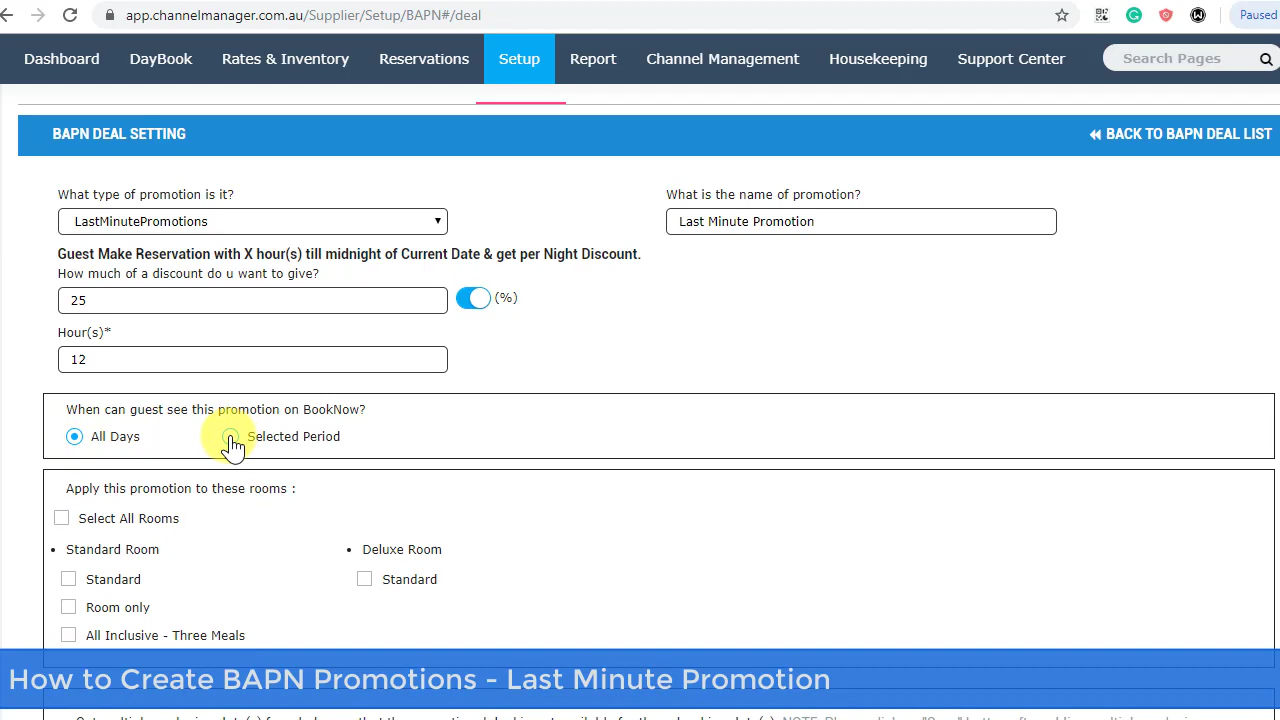 app.channelmanager.com.au/Supplier/Setup/BAPN#/deal
Paused
Dashboard DayBook Rates & Inventory Reservations Setup Report Channel Management Housekeeping Support Center Search Pages
BAPN DEAL SETTING
BACK TO BAPN DEAL LIST
What type of promotion is it?
What is the name of promotion?
LastMinutePromotions
Last Minute Promotion
Guest Make Reservation with X hour(s) till midnight of Current Date & get per Night Discount.
How much of a discount do u want to give?
25
(%)
Hour(s)*
12
When can guest see this promotion on BookNow?
All Days
Selected Period
Apply this promotion to these rooms :
Select All Rooms
Standard Room
Deluxe Room
Standard
Standard
Room only
All Inclusive - Three Meals
How to Create BAPN Promotions - Last Minute Promotion